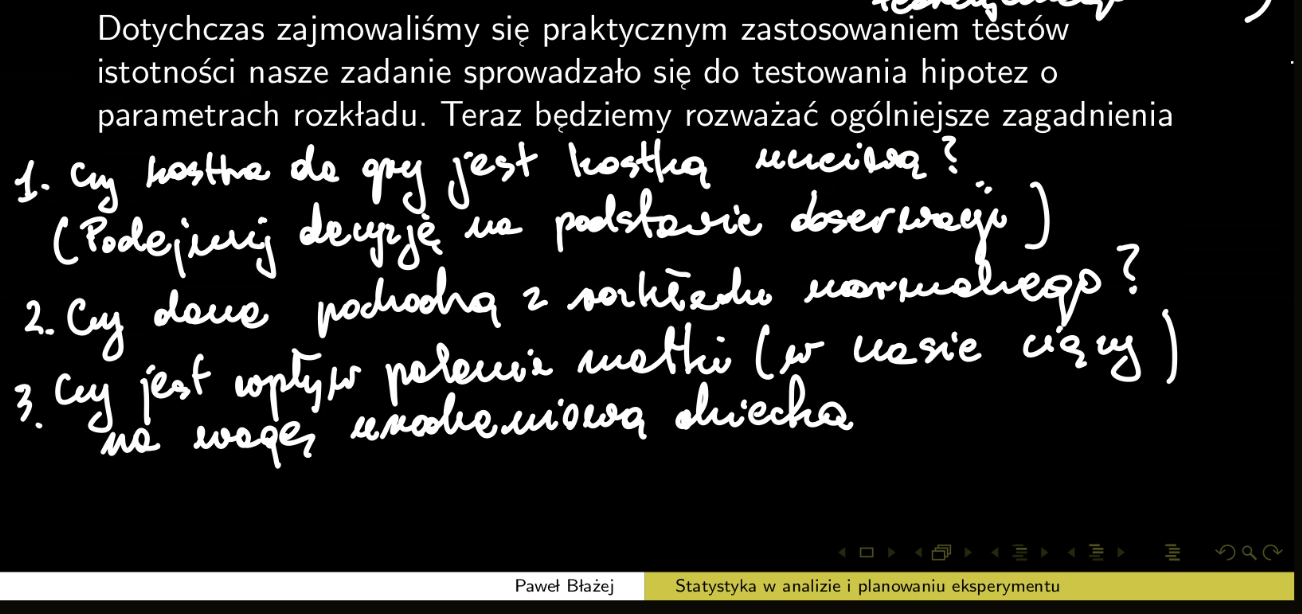 Dotychczas zajmowaliśmy się praktycznym zastosowaniem testów
istotności nasze zadanie sprowadzało się do testowania hipotez o
parametrach rozkładu. Teraz będziemy rozważać ogólniejsze zagadnienia
1. Czy kostka do gry jest kostką uczciwą?
(Podejmij decyzję na podstawie obserwacji)
2. Czy dane pochodzą z rozkładu normalnego?
3. Czy jest wpływ palenia matki (w czasie ciąży)
na wagę urodzeniową dziecka
Paweł Błażej
Statystyka w analizie i planowaniu eksperymentu